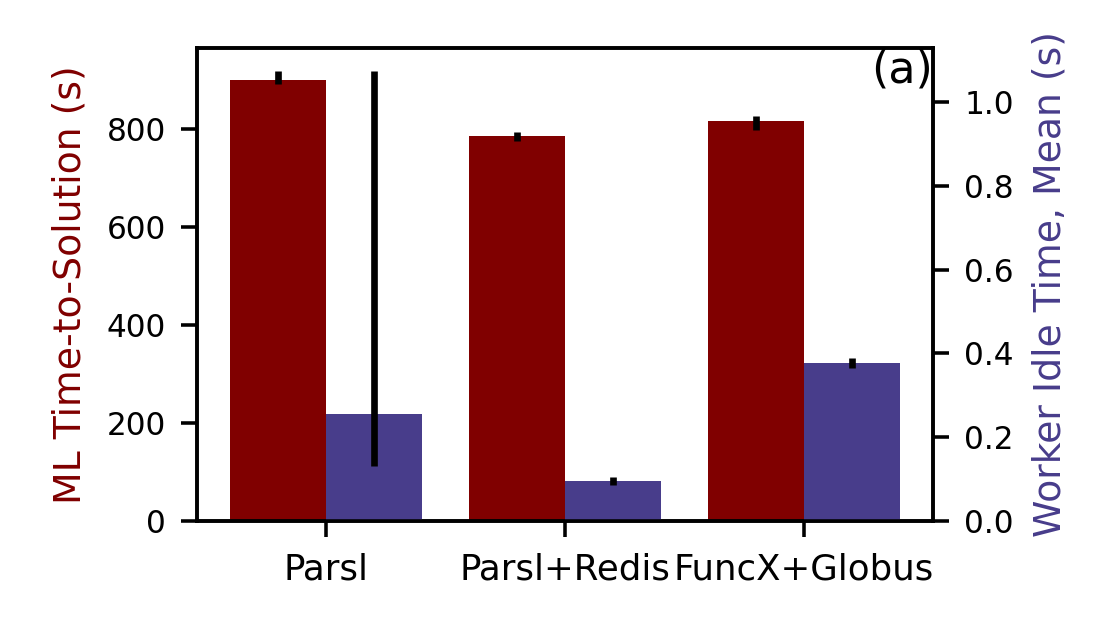 (a)
ML Time-to-Solution (s)
800
600
400
200
0
1.0
0.8
0.6
0.4
0.2
0.0
Worker Idle Time, Mean (s)
Parsl
Parsl+Redis
FuncX+Globus